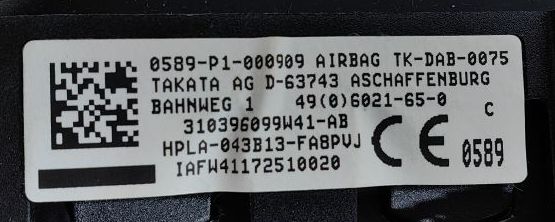 0589-P1-000909 AIRBAG TK-DAB-0075
TAKATA AG D-63743 ASCHAFFENBURG
BAHNWEG 1 49(0)6021-65-0
C
310396099W41-AB
HPLA-043B13-FA8PVJ
IAFW41172510020
CE 0589